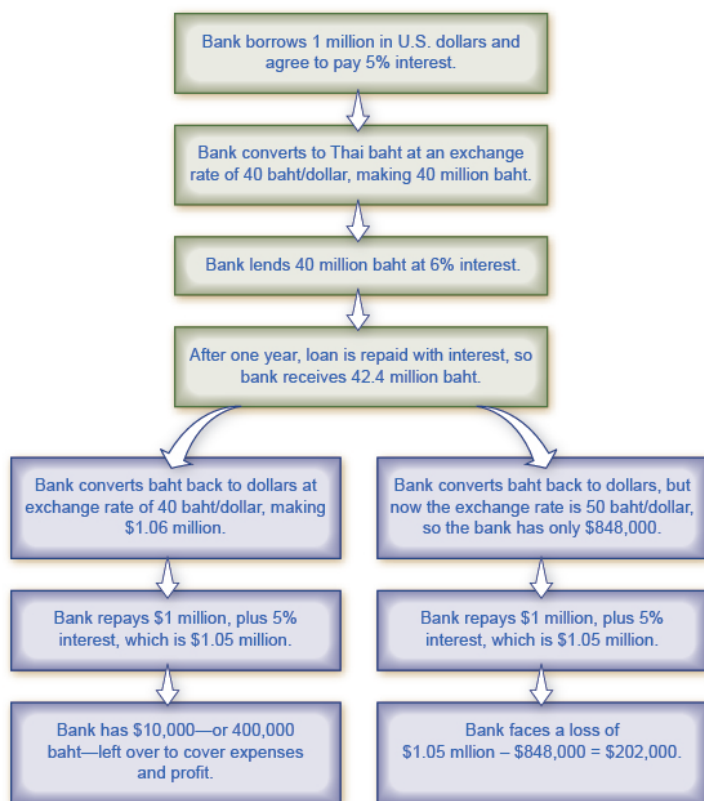 Bank borrows 1 million in U.S. dollars and
agree to pay 5% interest.
Bank converts to Thai baht at an exchange
rate of 40 baht/dollar, making 40 million baht.
Bank lends 40 million baht at 6% interest.
After one year, loan is repaid with interest, so
bank receives 42.4 million baht.
Bank converts baht back to dollars at
exchange rate of 40 baht/dollar, making
$1.06 million.
Bank repays $1 million, plus 5%
interest, which is $1.05 million.
Bank has $10,000—or 400,000
baht—left over to cover expenses
and profit.
Bank converts baht back to dollars, but
now the exchange rate is 50 baht/dollar,
so the bank has only $848,000.
Bank repays $1 million, plus 5%
interest, which is $1.05 million.
Bank faces a loss of
$1.05 mllion – $848,000 = $202,000.